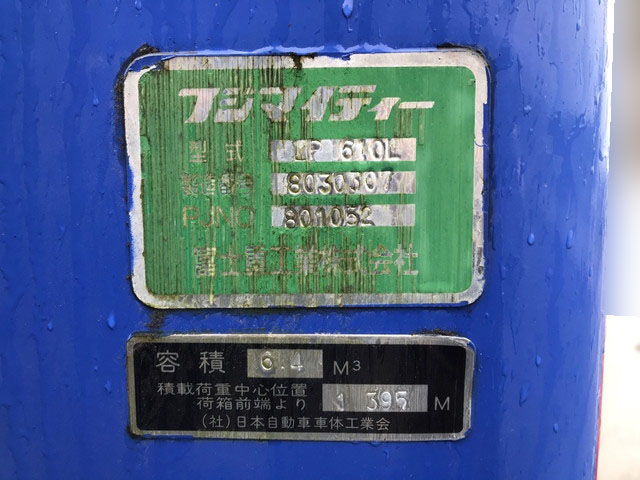 フジマイティー
型式 LP 610L
製造番号 8030307
PJNO 801032
富士重工業株式会社
容積 6.4 M³
積載荷重中心位置
荷箱前端より 1 395 M
(社)日本自動車車体工業会